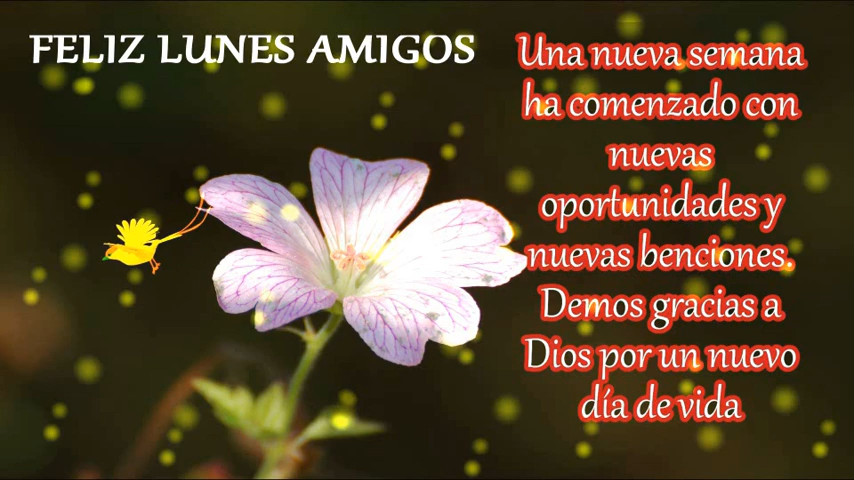 FELIZ LUNES AMIGOS
Una nueva semana
ha comenzado con
nuevas
oportunidades y
nuevas benciones.
Demos gracias a
Dios por un nuevo
día de vida